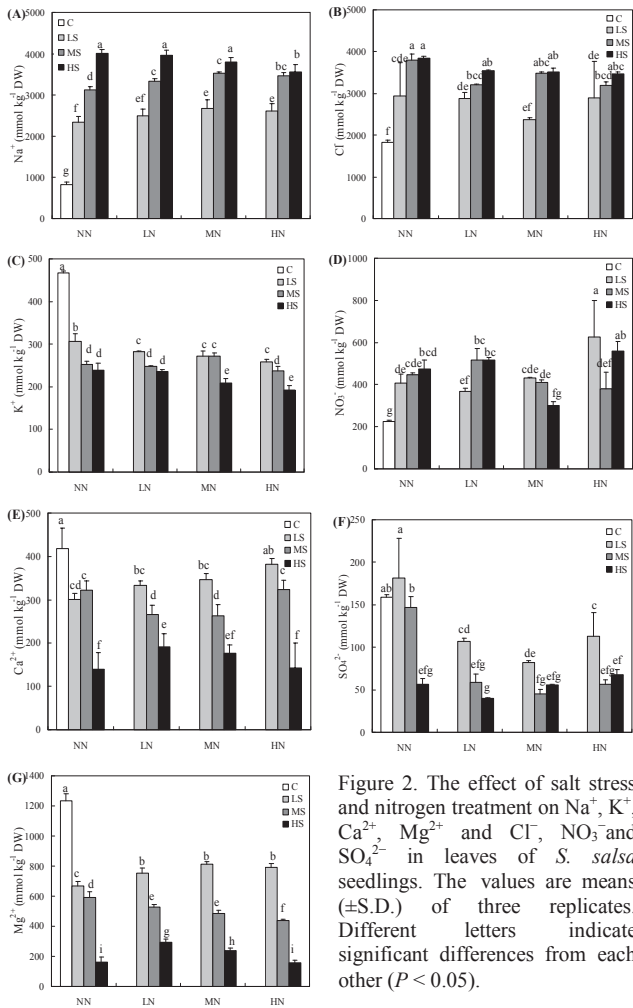 (A)
C
LS
MS
HS
5000
4000
3000
2000
1000
0
Na⁺ (mmol kg⁻¹ DW)
g
f
d
a
ef
c
a
e
b
a
e
bc
b
NN
LN
MN
HN
(B)
C
LS
MS
HS
5000
4000
3000
2000
1000
0
Cl⁻(mmol kg⁻¹ DW)
f
cde
a
a
de
bcd
ab
ef
abc
abc
de
bcd
abc
NN
LN
MN
HN
(C)
C
LS
MS
HS
500
400
300
200
100
0
K⁺ (mmol kg⁻¹ DW)
a
b
d
d
c
d
d
c
c
e
c
d
e
NN
LN
MN
HN
(D)
C
LS
MS
HS
1000
800
600
400
200
0
NO₃⁻ (mmol kg⁻¹ DW)
g
de
cde
bcd
ef
bc
bc
cde
de
fg
a
def
ab
NN
LN
MN
HN
(E)
C
LS
MS
HS
500
400
300
200
100
0
Ca²⁺ (mmol kg⁻¹ DW)
a
cd
c
f
bc
d
e
bc
d
ef
ab
c
f
NN
LN
MN
HN
(F)
C
LS
MS
HS
250
200
150
100
50
0
SO₄²⁻ (mmol kg⁻¹ DW)
ab
a
b
efg
cd
efg
g
de
fg
efg
c
efg
ef
NN
LN
MN
HN
(G)
C
LS
MS
HS
1400
1200
1000
800
600
400
200
0
Mg²⁺ (mmol kg⁻¹ DW)
a
c
d
i
b
e
g
b
e
h
b
f
i
NN
LN
MN
HN
Figure 2. The effect of salt stress
and nitrogen treatment on Na⁺, K⁺,
Ca²⁺, Mg²⁺ and Cl⁻, NO₃⁻and
SO₄²⁻ in leaves of S. salsa
seedlings. The values are means
(±S.D.) of three replicates.
Different letters indicate
significant differences from each
other (P < 0.05).